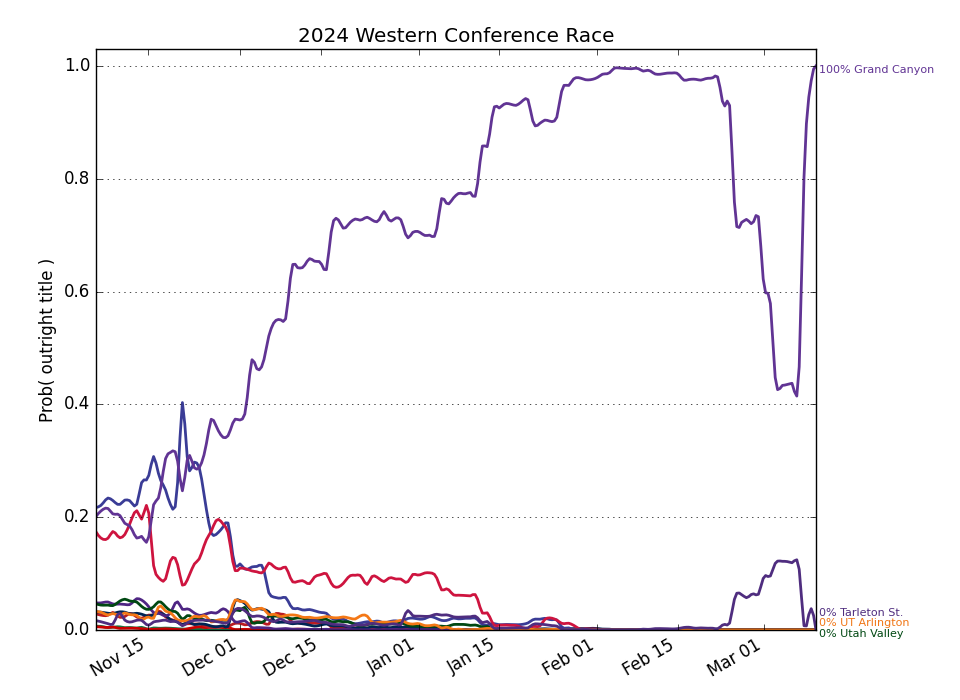 2024 Western Conference Race
Prob( outright title )
1.0
0.8
0.6
0.4
0.2
0.0
Nov 15
Dec 01
Dec 15
Jan 01
Jan 15
Feb 01
Feb 15
Mar 01
100% Grand Canyon
0% Tarleton St.
0% UT Arlington
0% Utah Valley